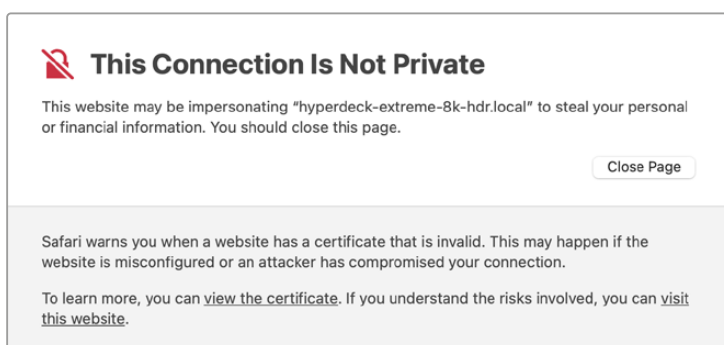 This Connection Is Not Private
This website may be impersonating “hyperdeck-extreme-8k-hdr.local” to steal your personal
or financial information. You should close this page.
Close Page
Safari warns you when a website has a certificate that is invalid. This may happen if the
website is misconfigured or an attacker has compromised your connection.
To learn more, you can view the certificate. If you understand the risks involved, you can visit
this website.